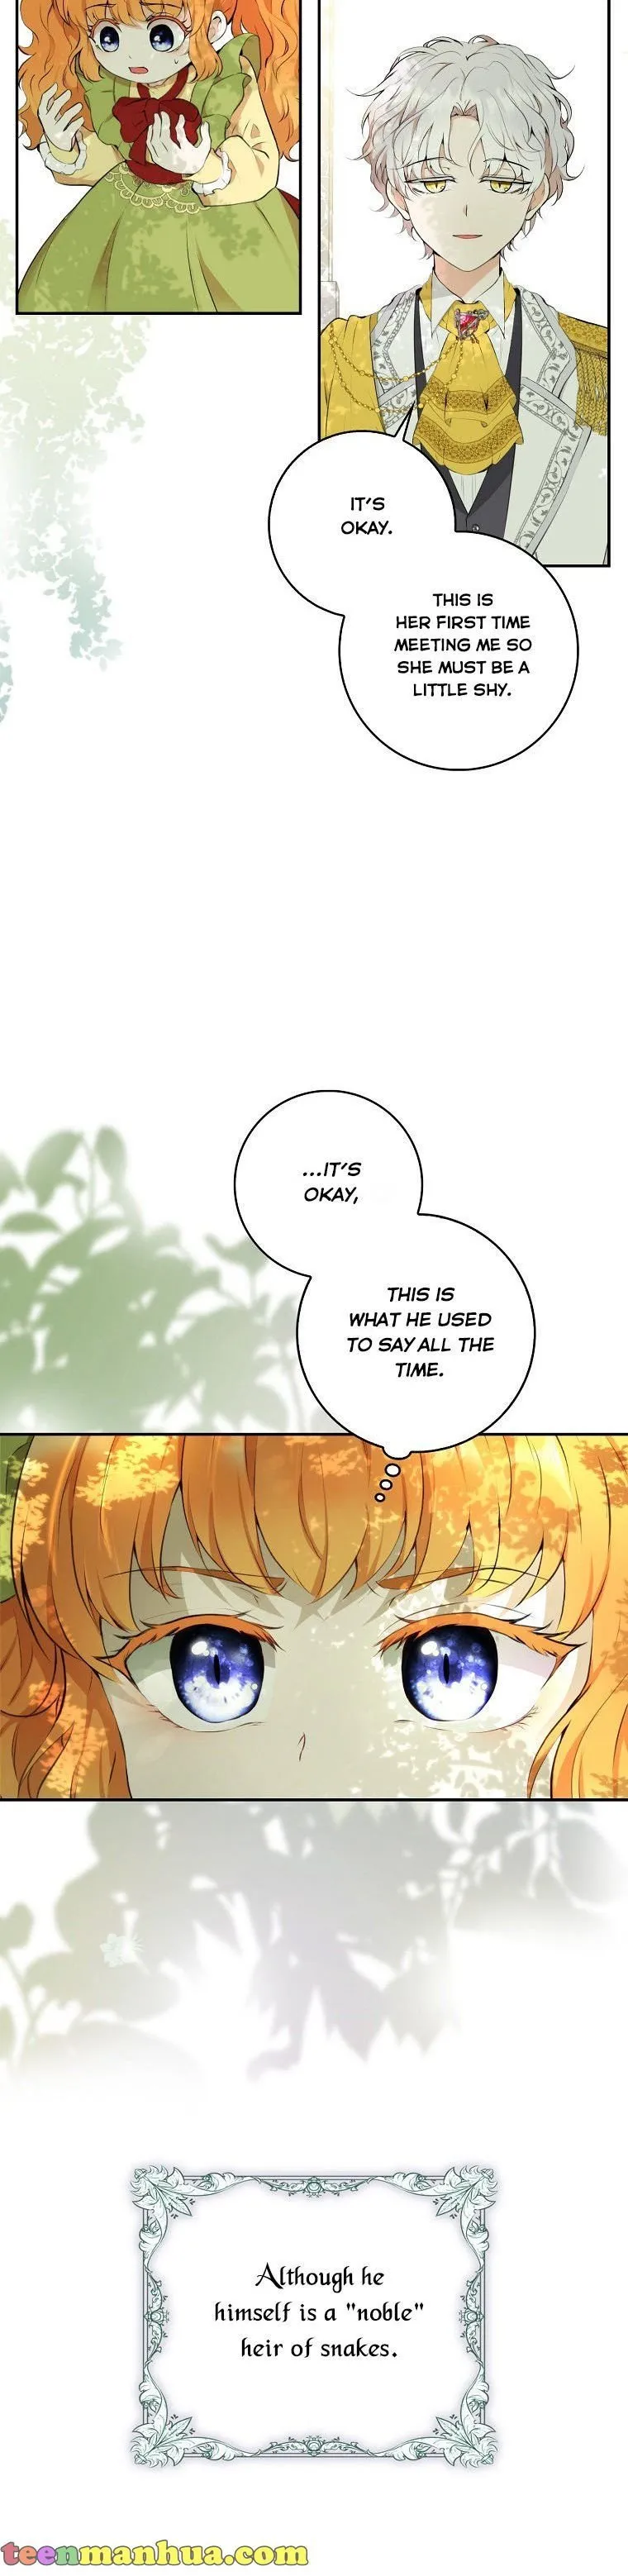 IT'S
OKAY.
THIS IS
HER FIRST TIME
MEETING ME SO
SHE MUST BE A
LITTLE SHY.
...IT'S
OKAY,
THIS IS
WHAT HE USED
TO SAY ALL THE
TIME.
Although he
himself is a "noble"
heir of snakes.
teenmanhua.com